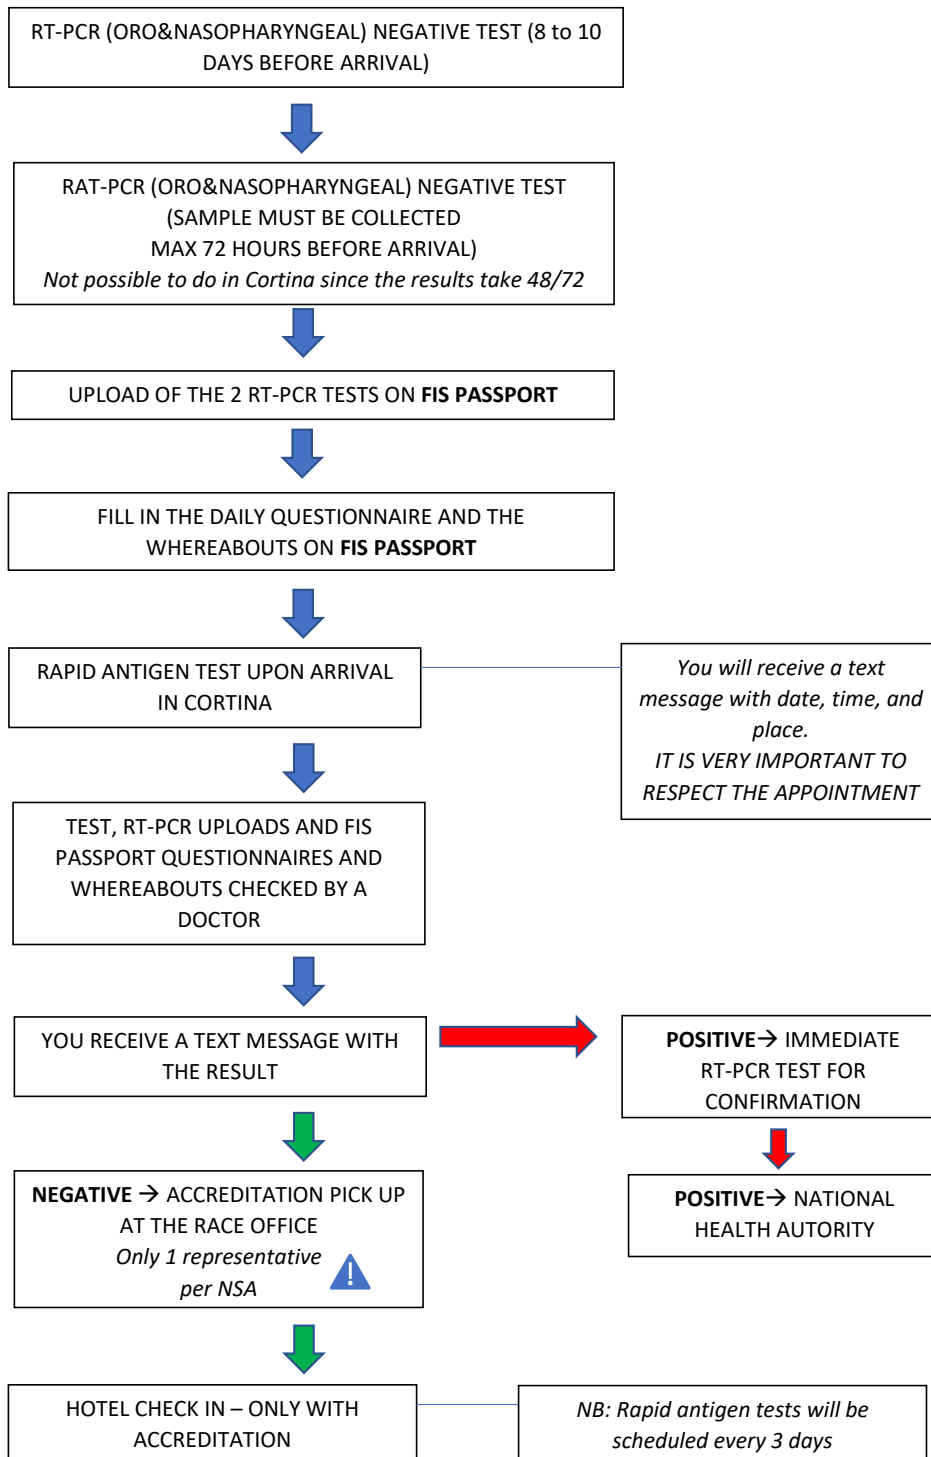 RT-PCR (ORO&NASOPHARYNGEAL) NEGATIVE TEST (8 to 10
DAYS BEFORE ARRIVAL)
RAT-PCR (ORO&NASOPHARYNGEAL) NEGATIVE TEST
(SAMPLE MUST BE COLLECTED
MAX 72 HOURS BEFORE ARRIVAL)
Not possible to do in Cortina since the results take 48/72
UPLOAD OF THE 2 RT-PCR TESTS ON FIS PASSPORT
FILL IN THE DAILY QUESTIONNAIRE AND THE
WHEREABOUTS ON FIS PASSPORT
RAPID ANTIGEN TEST UPON ARRIVAL
IN CORTINA
You will receive a text
message with date, time, and
place.
IT IS VERY IMPORTANT TO
RESPECT THE APPOINTMENT
TEST, RT-PCR UPLOADS AND FIS
PASSPORT QUESTIONNAIRES AND
WHEREABOUTS CHECKED BY A
DOCTOR
YOU RECEIVE A TEXT MESSAGE WITH
THE RESULT
POSITIVE→ IMMEDIATE
RT-PCR TEST FOR
CONFIRMATION
POSITIVE→ NATIONAL
HEALTH AUTORITY
NEGATIVE → ACCREDITATION PICK UP
AT THE RACE OFFICE
Only 1 representative
per NSA
HOTEL CHECK IN – ONLY WITH
ACCREDITATION
NB: Rapid antigen tests will be
scheduled every 3 days